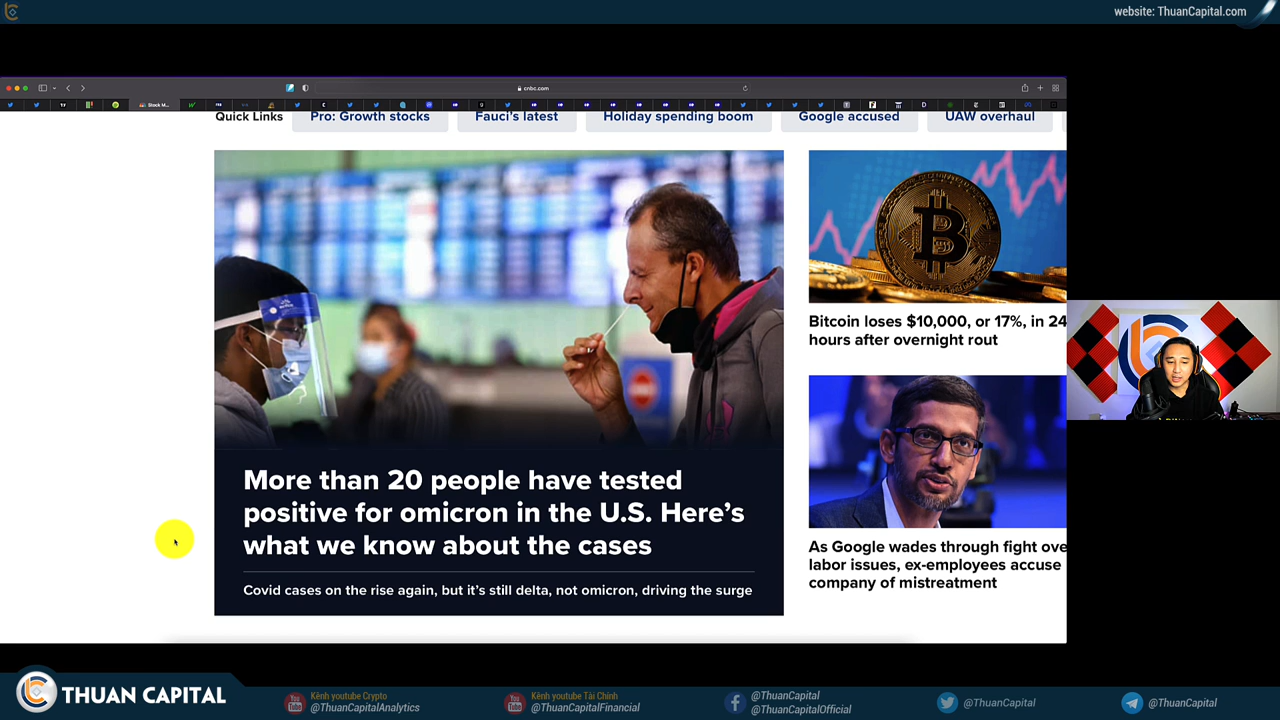 website: ThuanCapital.com
cnbc.com
Stock M...
Quick Links
Pro: Growth stocks
Fauci's latest
Holiday spending boom
Google accused
UAW overhaul
More than 20 people have tested
positive for omicron in the U.S. Here's
what we know about the cases
Covid cases on the rise again, but it's still delta, not omicron, driving the surge
Bitcoin loses $10,000, or 17%, in 24
hours after overnight rout
As Google wades through fight ove
labor issues, ex-employees accuse
company of mistreatment
THUAN CAPITAL
Kênh youtube Crypto
@ThuanCapitalAnalytics
Kênh youtube Tài Chính
@ThuanCapitalFinancial
@ThuanCapital
@ThuanCapitalOfficial
@ThuanCapital
@ThuanCapital